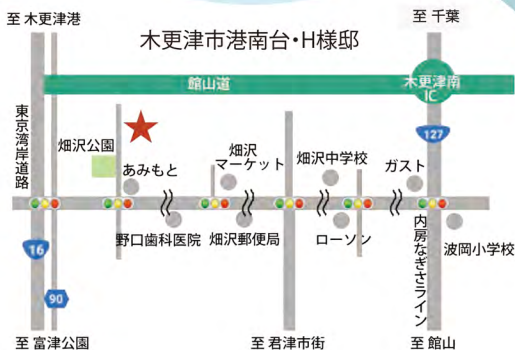 至 木更津港
至 千葉
木更津市港南台・H様邸
館山道
木更津南
IC
127
東京湾岸道路
畑沢公園
あみもと
畑沢
マーケット
畑沢中学校
ガスト
野口歯科医院
畑沢郵便局
ローソン
内房なぎさライン
波岡小学校
16
90
至 富津公園
至 君津市街
至 館山